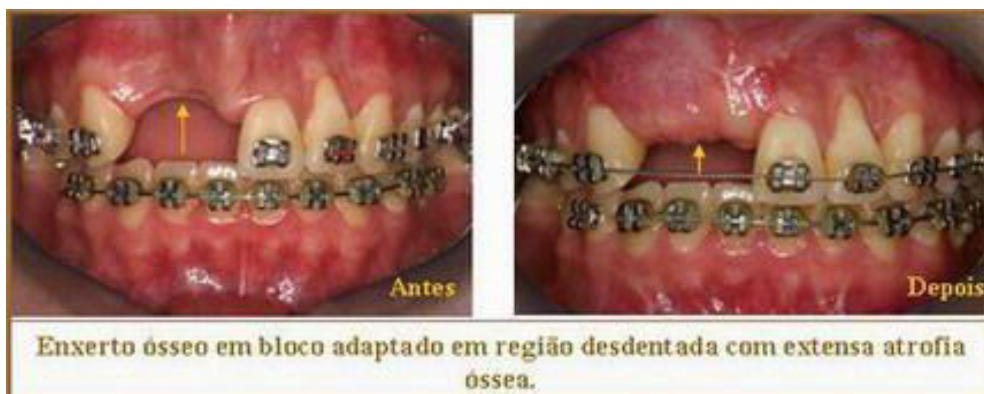 Antes
Depois
Enxerto ósseo em bloco adaptado em região desdentada com extensa atrofia
óssea.